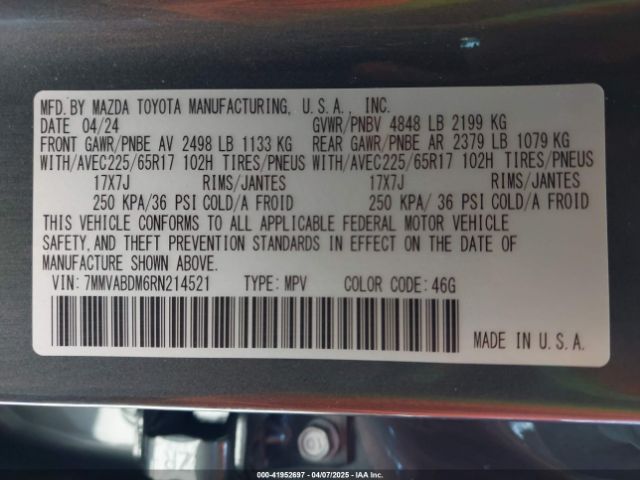 MFD. BY MAZDA TOYOTA MANUFACTURING, U.S.A., INC.
DATE 04/24 GVWR/PNBV 4848 LB 2199 KG
FRONT GAWR/PNBE AV 2498 LB 1133 KG REAR GAWR/PNBE AR 2379 LB 1079 KG
WITH/AVEC225/65R17 102H TIRES/PNEUS WITH/AVEC225/65R17 102H TIRES/PNEUS
17X7J RIMS/JANTES 17X7J RIMS/JANTES
250 KPA/36 PSI COLD/A FROID 250 KPA/ 36 PSI COLD/A FROID
THIS VEHICLE CONFORMS TO ALL APPLICABLE FEDERAL MOTOR VEHICLE
SAFETY, AND THEFT PREVENTION STANDARDS IN EFFECT ON THE DATE OF
MANUFACTURE SHOWN ABOVE.
VIN: 7MMVABDM6RN214521 TYPE: MPV COLOR CODE: 46G
MADE IN U.S.A.
000-41952697 - 04/07/2025 - IAA Inc.